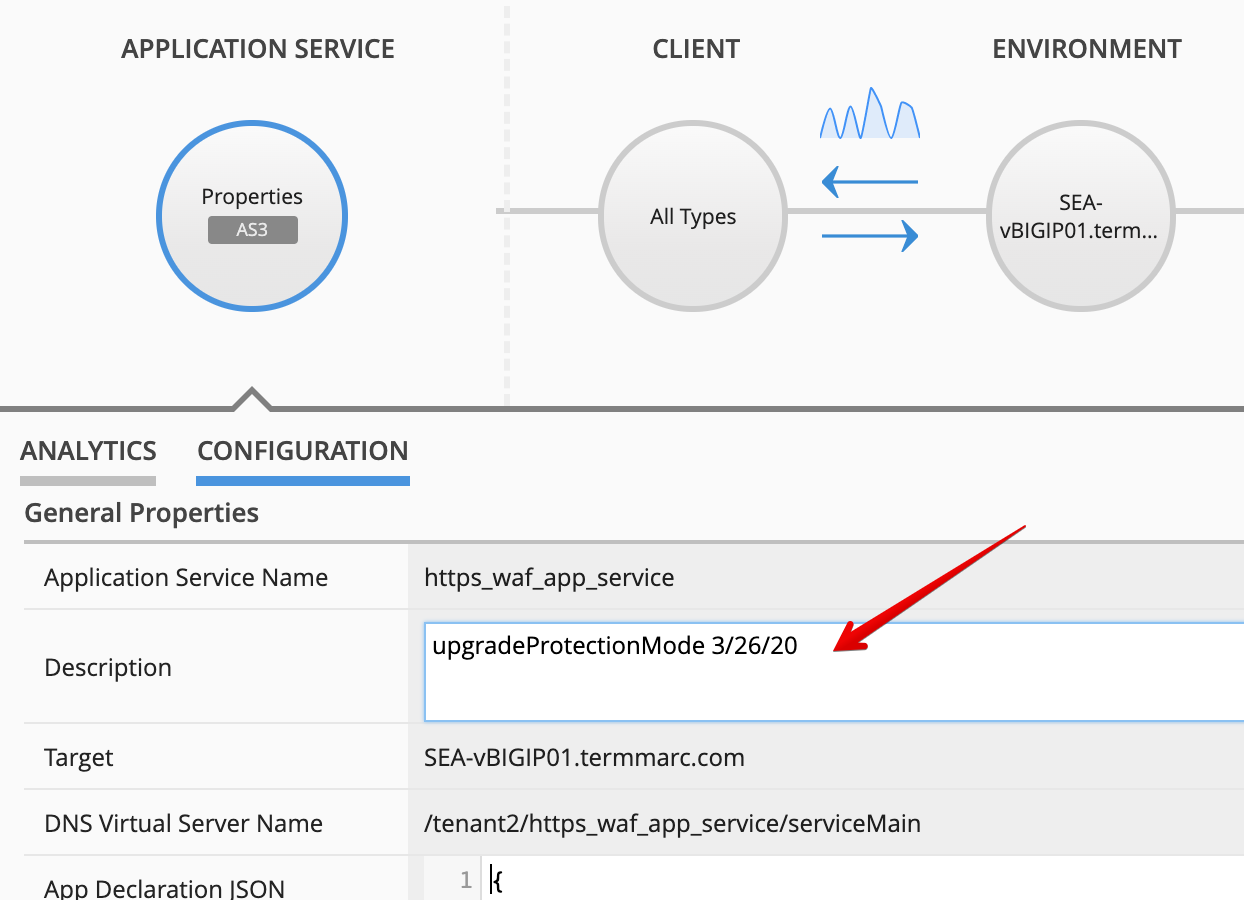 APPLICATION SERVICE
CLIENT
ENVIRONMENT
Properties
AS3
All Types
SEA-
vBIGIP01.term...
ANALYTICS
CONFIGURATION
General Properties
Application Service Name
https_waf_app_service
Description
upgradeProtectionMode 3/26/20
Target
SEA-vBIGIP01.termmarc.com
DNS Virtual Server Name
/tenant2/https_waf_app_service/serviceMain
App Declaration JSON
1 {